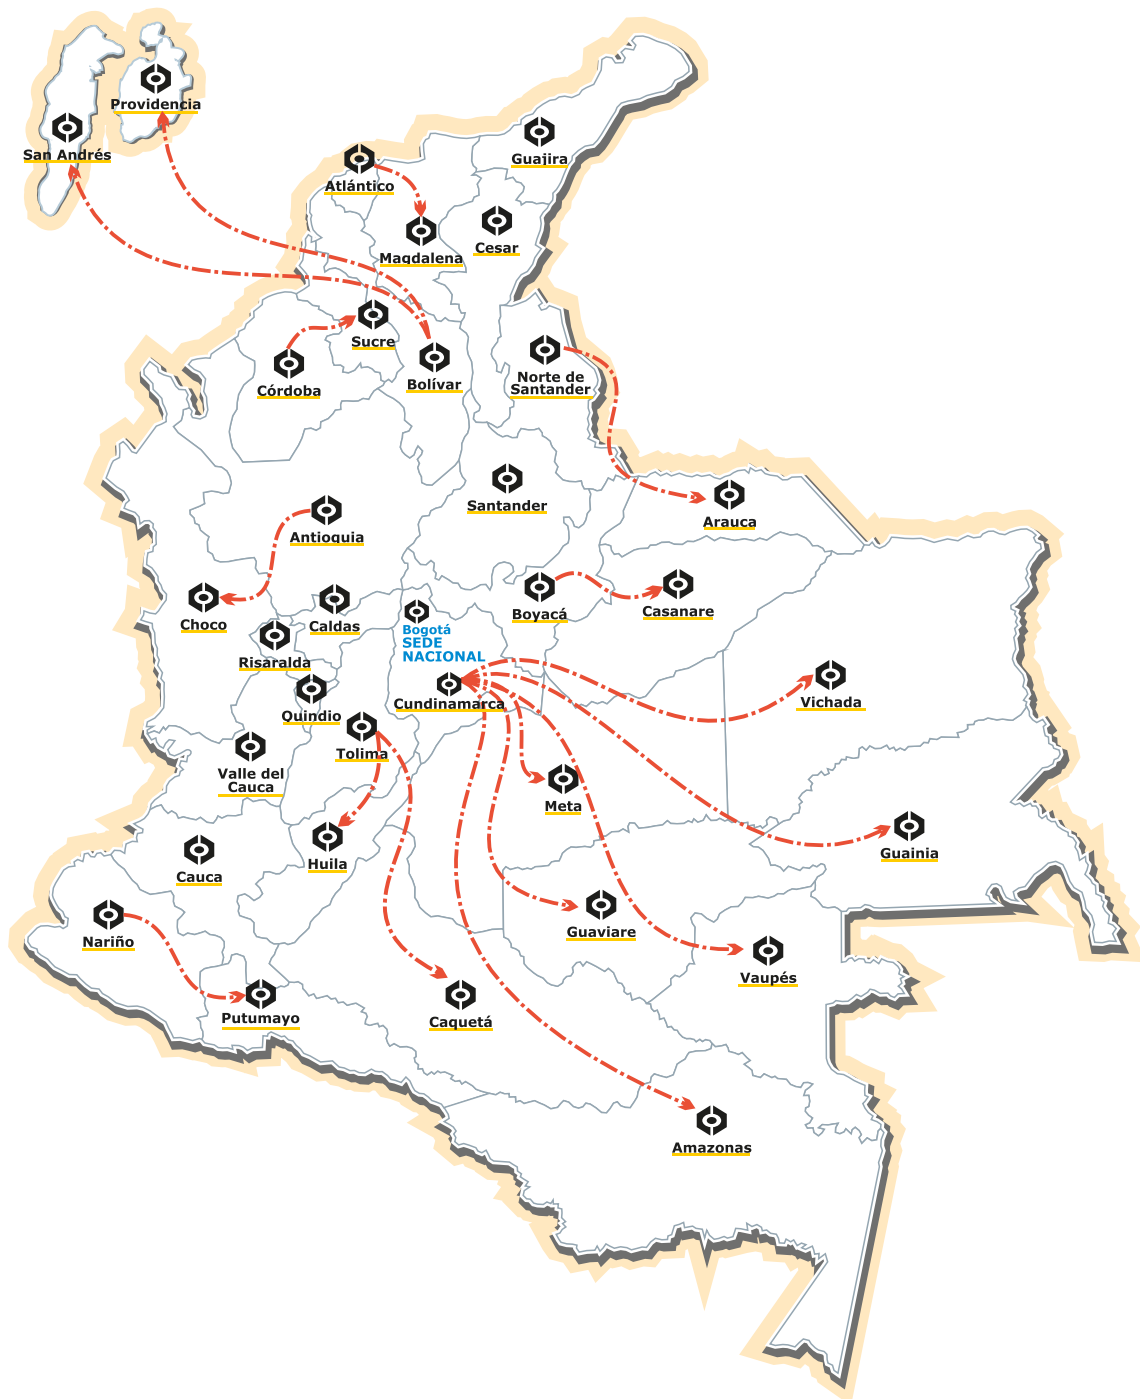 Providencia
San Andrés
Guajira
Atlántico
Cesar
Magdalena
Sucre
Bolívar
Córdoba
Norte de
Santander
Santander
Arauca
Antioquia
Choco
Caldas
Bogotá
SEDE
NACIONAL
Boyacá
Casanare
Risaralda
Quindio
Cundinamarca
Vichada
Tolima
Valle del
Cauca
Meta
Huila
Guainia
Cauca
Guaviare
Nariño
Vaupés
Putumayo
Caquetá
Amazonas